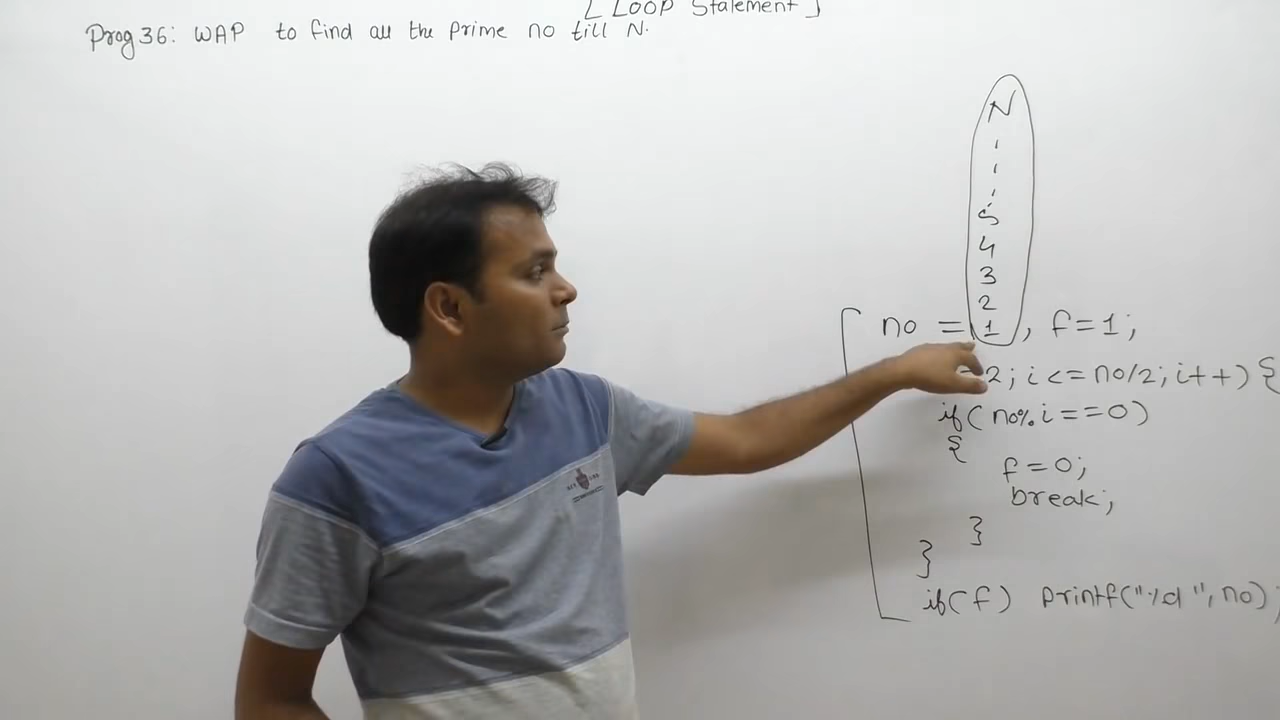 [ Loop Statement ]
Prog 36: WAP to find all the prime no till N.
N
5
4
3
2
no = 1, f=1;
=2; i<=no/2; i++) {
if( no%i==0)
{
f=0;
break;
}
}
if(f) printf("%d ", no);